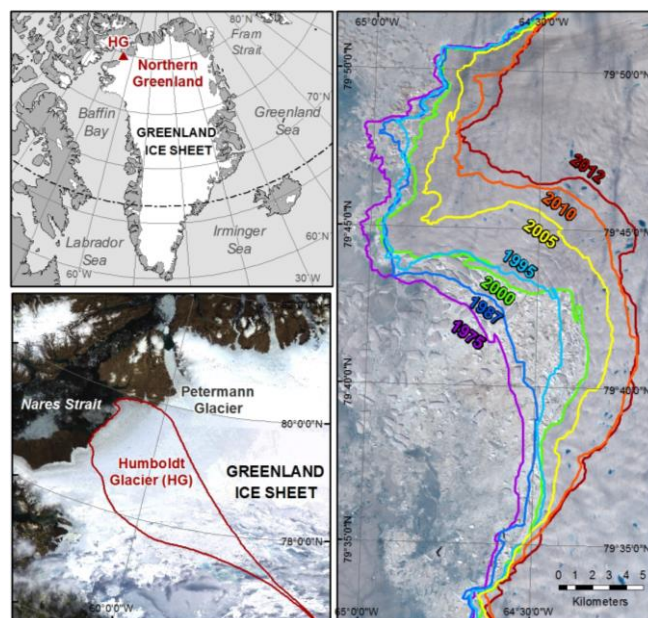 80°N
Fram
Strait
HG
Northern
Greenland
70°N
Baffin
Bay
Greenland
Sea
GREENLAND
ICE SHEET
60°N
Labrador
Sea
Irminger
Sea
60°W
30°W
Petermann
Glacier
Nares Strait
80°0'0"N
Humboldt
Glacier (HG)
GREENLAND
ICE SHEET
78°0'0"N
60°0'0"W
65°0'0"W
64°30'0"W
79°50'0"N
79°50'0"N
2012
2010
2005
79°45'0"N
79°45'0"N
1995
2000
1987
1975
79°40'0"N
79°40'0"N
79°35'0"N
79°35'0"N
0 1 2 3 4 5
Kilometers
65°0'0"W
64°30'0"W